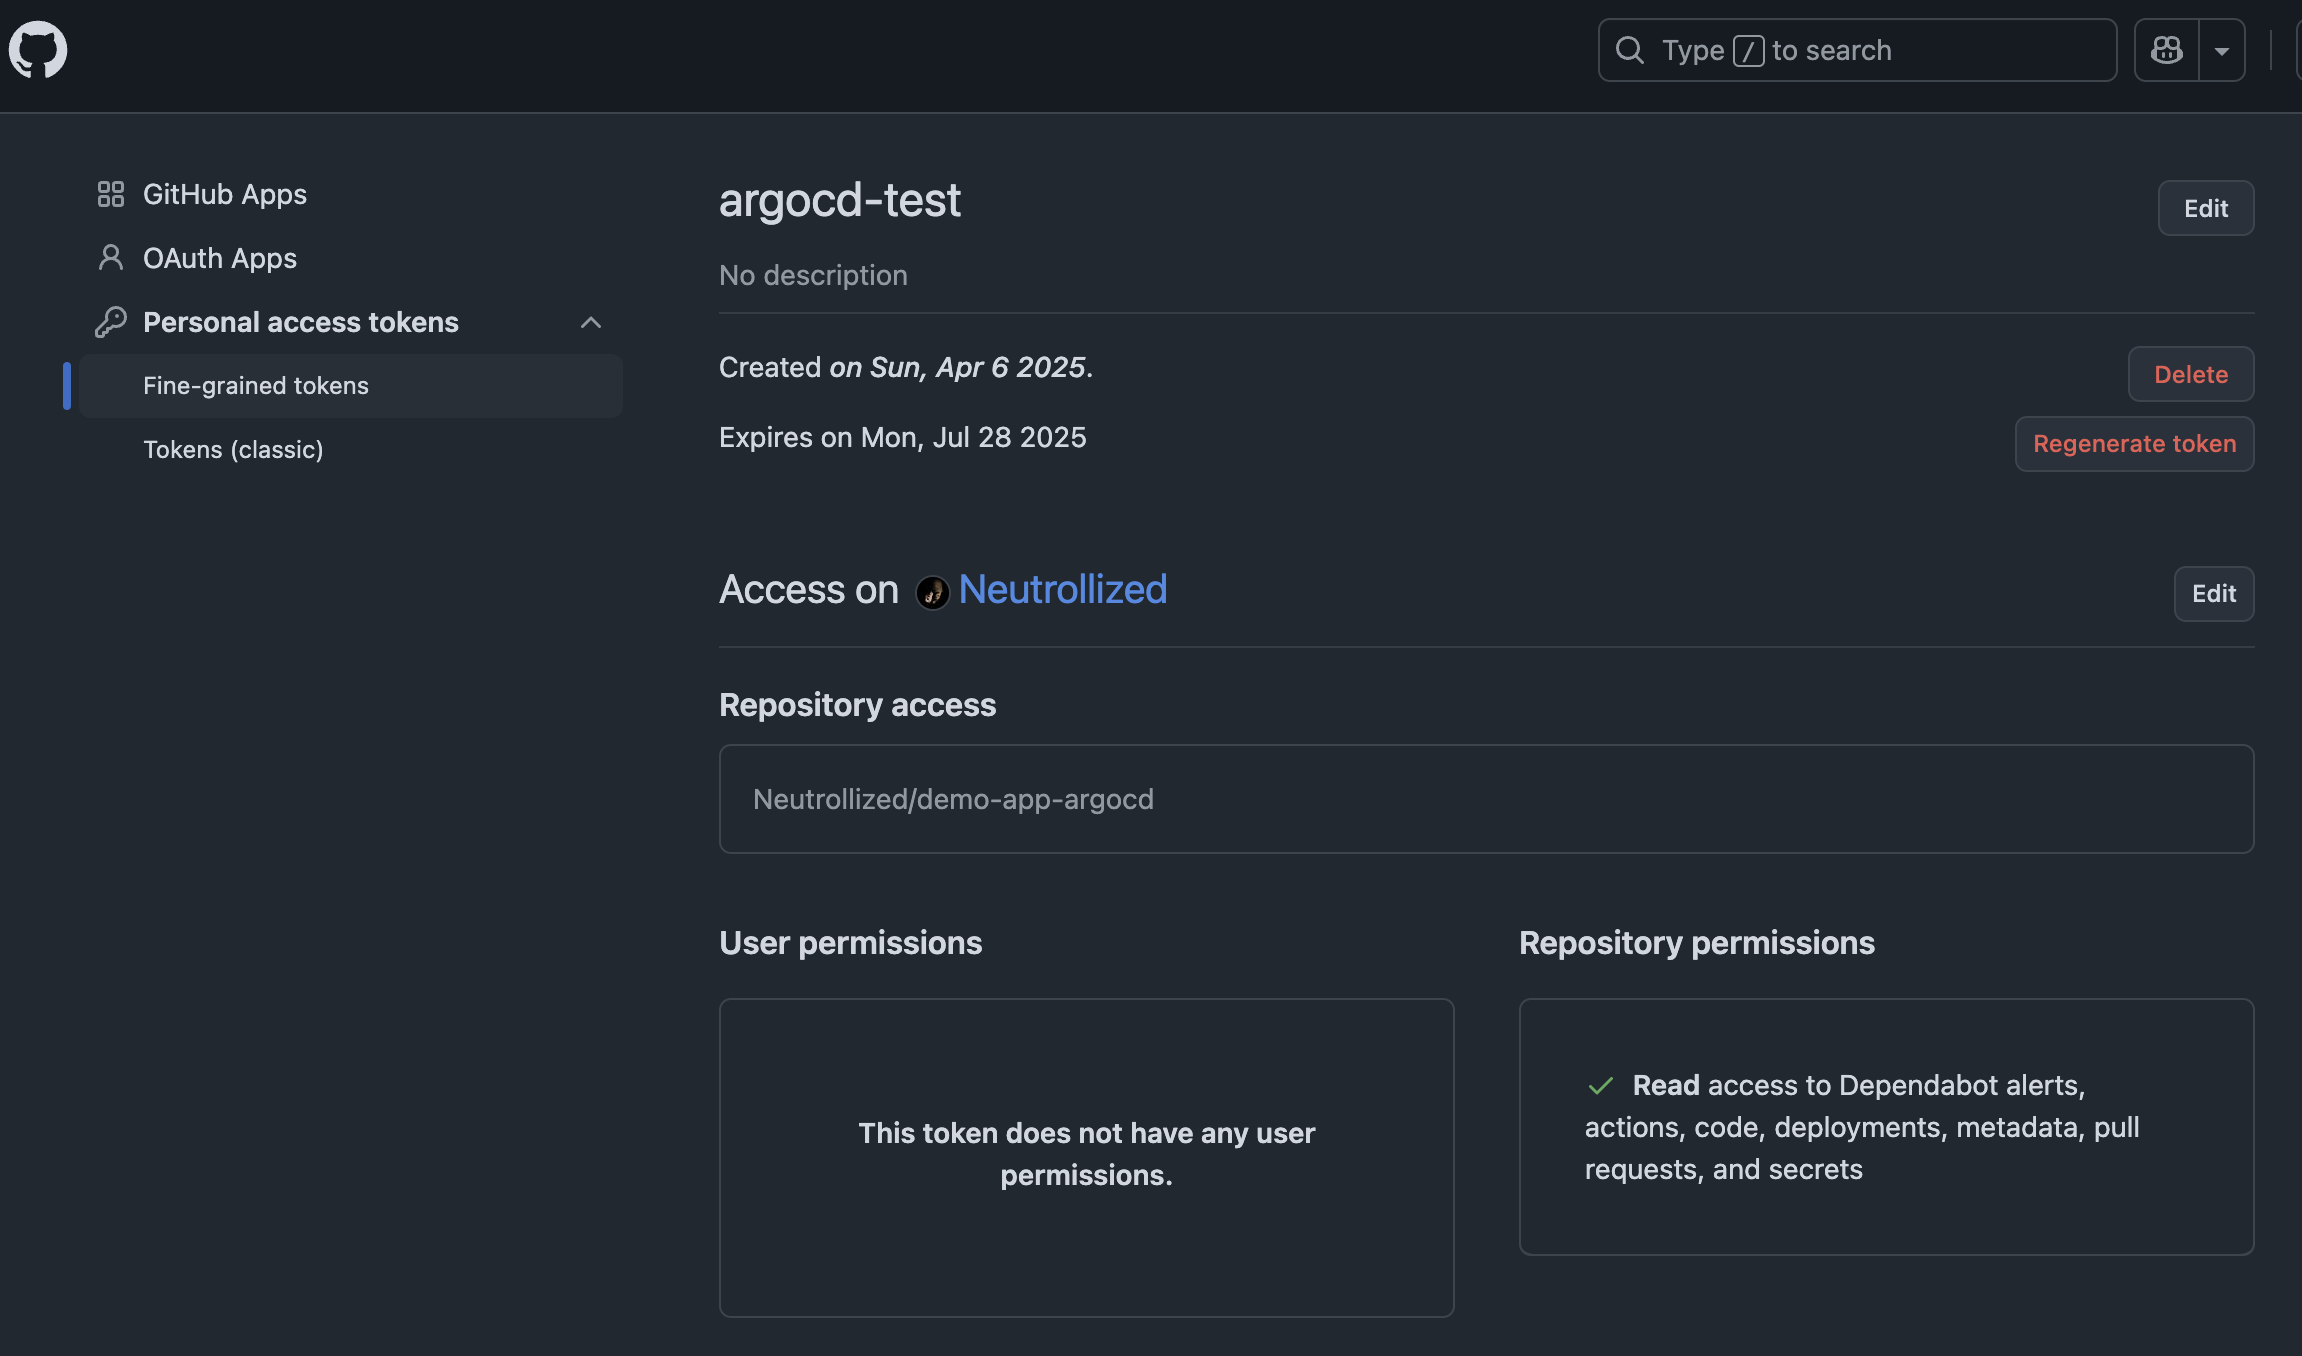 Type / to search
GitHub Apps
OAuth Apps
Personal access tokens
Fine-grained tokens
Tokens (classic)
argocd-test
Edit
No description
Created on Sun, Apr 6 2025.
Delete
Expires on Mon, Jul 28 2025
Regenerate token
Access on Neutrollized
Edit
Repository access
Neutrollized/demo-app-argocd
User permissions
This token does not have any user
permissions.
Repository permissions
Read access to Dependabot alerts,
actions, code, deployments, metadata, pull
requests, and secrets